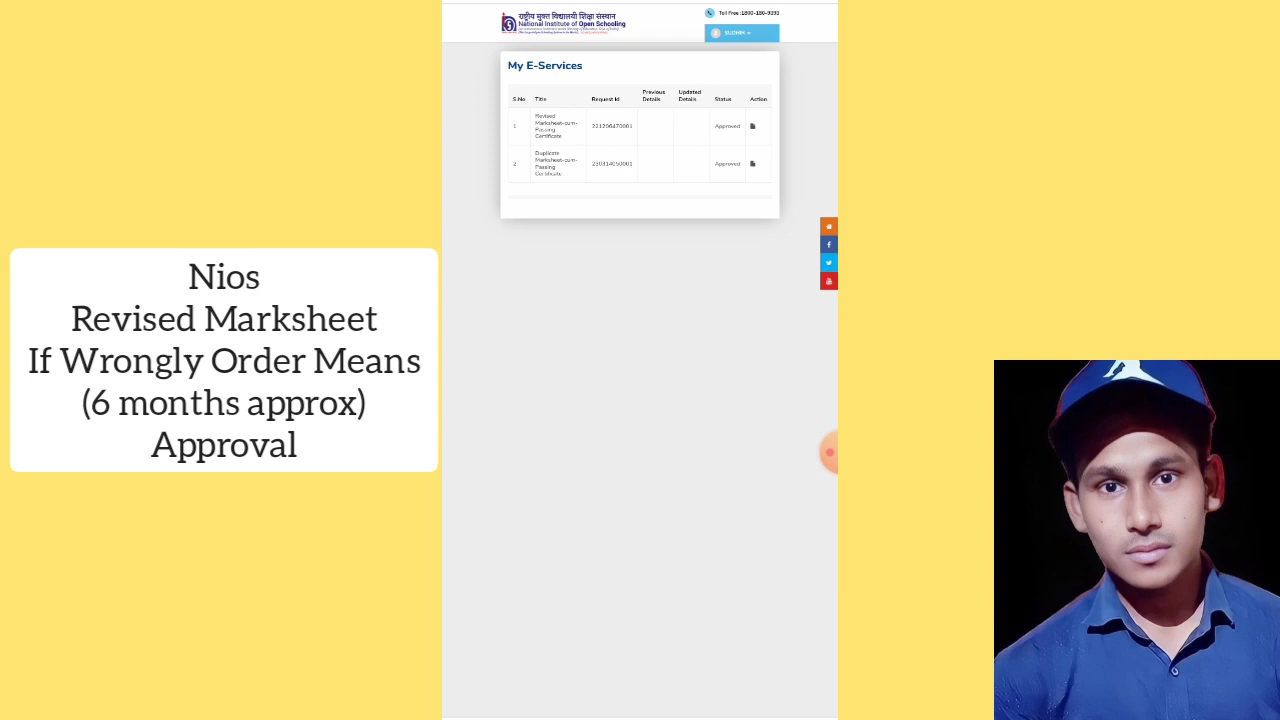 Nios
Revised Marksheet
If Wrongly Order Means
(6 months approx)
Approval
राष्ट्रीय मुक्त विद्यालयी शिक्षा संस्थान
National Institute of Open Schooling
Toll Free :1800-180-9393
My E-Services
S.No Title Request Id Previous Details Updated Details Status Action
1 Revised Marksheet-cum-Passing Certificate 221206470001 Approved
2 Duplicate Marksheet-cum-Passing Certificate 230314050001 Approved